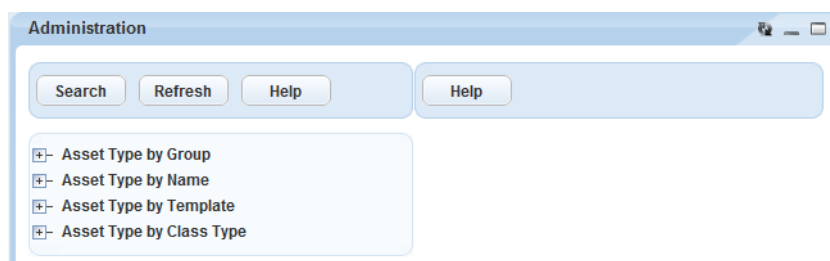 Administration
Search Refresh Help Help
Asset Type by Group
Asset Type by Name
Asset Type by Template
Asset Type by Class Type